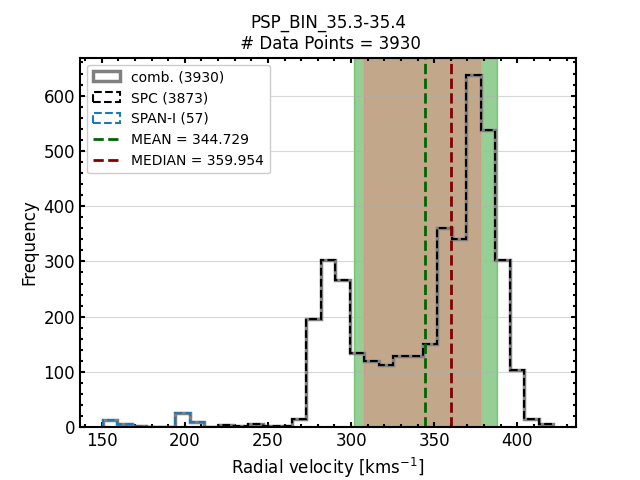 PSP_BIN_35.3-35.4
# Data Points = 3930
comb. (3930)
SPC (3873)
SPAN-I (57)
MEAN = 344.729
MEDIAN = 359.954
Frequency
600
500
400
300
200
100
0
150 200 250 300 350 400
Radial velocity [kms⁻¹]